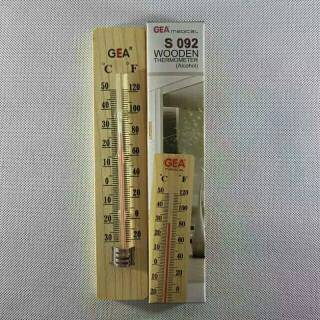 GEA
°C °F
50 120
40 100
30 80
20 60
10 40
0 20
10 0
20
30 20
GEA medical
S 092
WOODEN
THERMOMETER
(Alcohol)
GEA
°C °F
50 120
40 100
30 80
20 60
10 40
0 20
10 0
20
30 20